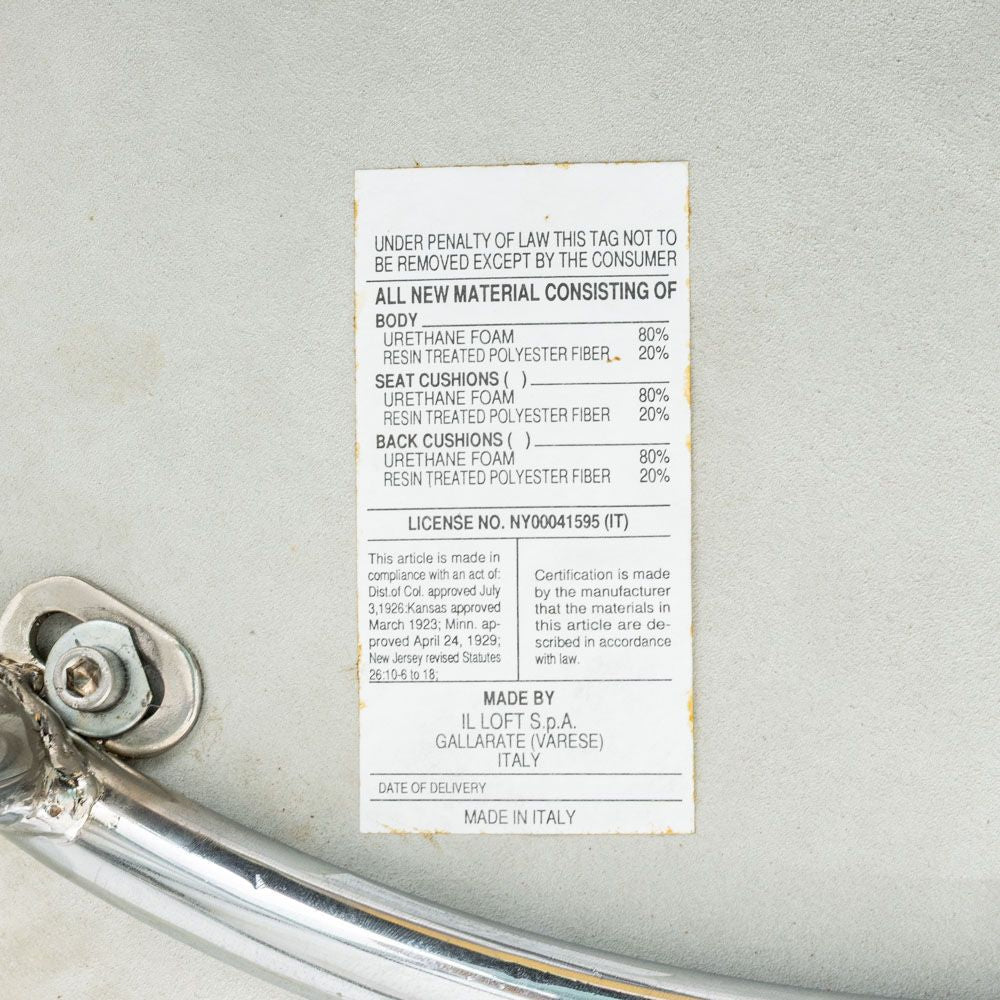 UNDER PENALTY OF LAW THIS TAG NOT TO
BE REMOVED EXCEPT BY THE CONSUMER
ALL NEW MATERIAL CONSISTING OF
BODY
URETHANE FOAM 80%
RESIN TREATED POLYESTER FIBER 20%
SEAT CUSHIONS ( )
URETHANE FOAM 80%
RESIN TREATED POLYESTER FIBER 20%
BACK CUSHIONS ( )
URETHANE FOAM 80%
RESIN TREATED POLYESTER FIBER 20%
LICENSE NO. NY00041595 (IT)
This article is made in
compliance with an act of:
Dist.of Col. approved July
3,1926:Kansas approved
March 1923; Minn. ap-
proved April 24, 1929;
New Jersey revised Statutes
26:10-6 to 18;
Certification is made
by the manufacturer
that the materials in
this article are de-
scribed in accordance
with law.
MADE BY
IL LOFT S.p.A.
GALLARATE (VARESE)
ITALY
DATE OF DELIVERY
MADE IN ITALY